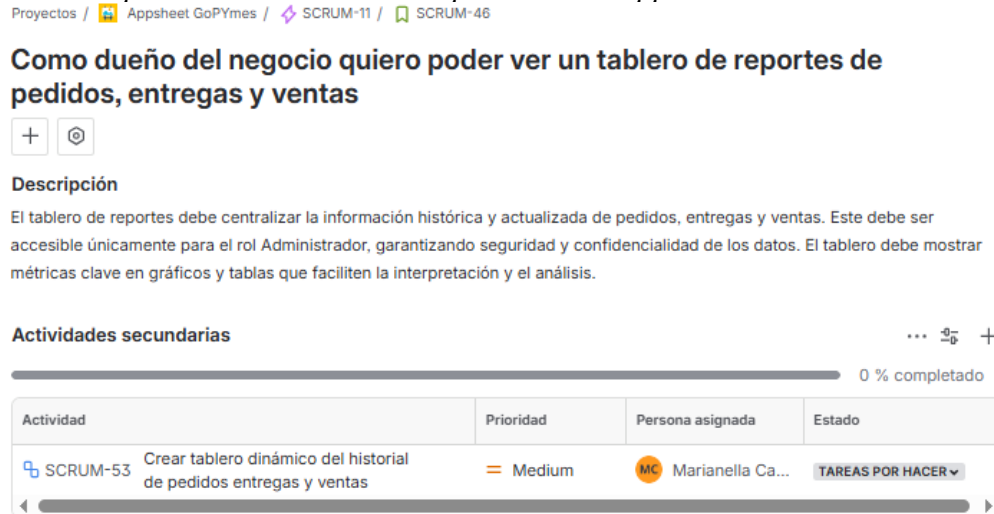 Proyectos / Appsheet GoPYmes / SCRUM-11 / SCRUM-46
Como dueño del negocio quiero poder ver un tablero de reportes de
pedidos, entregas y ventas
Descripción
El tablero de reportes debe centralizar la información histórica y actualizada de pedidos, entregas y ventas. Este debe ser
accesible únicamente para el rol Administrador, garantizando seguridad y confidencialidad de los datos. El tablero debe mostrar
métricas clave en gráficos y tablas que faciliten la interpretación y el análisis.
Actividades secundarias
0 % completado
Actividad Prioridad Persona asignada Estado
SCRUM-53 Crear tablero dinámico del historial
de pedidos entregas y ventas
Medium MC Marianella Ca... TAREAS POR HACER